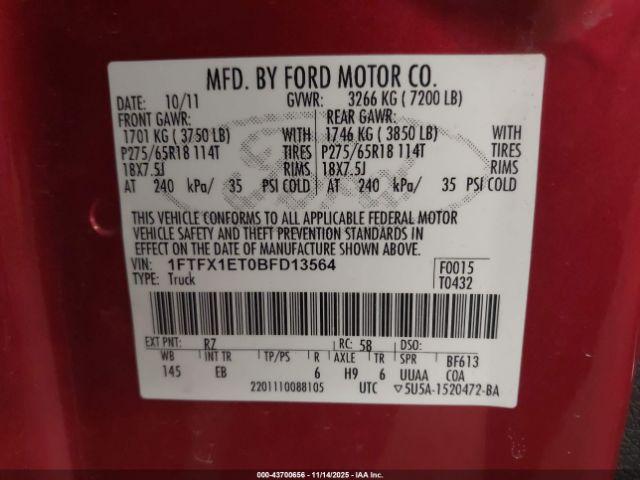 MFD. BY FORD MOTOR CO.
DATE: 10/11 GVWR: 3266 KG ( 7200 LB)
FRONT GAWR: REAR GAWR:
1701 KG ( 3750 LB) WITH 1746 KG ( 3850 LB) WITH
P275/65R18 114T TIRES P275/65R18 114T TIRES
18X7.5J RIMS 18X7.5J RIMS
AT 240 kPa/ 35 PSI COLD AT 240 kPa/ 35 PSI COLD
THIS VEHICLE CONFORMS TO ALL APPLICABLE FEDERAL MOTOR
VEHICLE SAFETY AND THEFT PREVENTION STANDARDS IN
EFFECT ON THE DATE OF MANUFACTURE SHOWN ABOVE.
VIN: 1FTFX1ET0BFD13564 F0015
TYPE: Truck T0432
EXT PNT: RZ RC: 58 DSO:
WB INT TR TP/PS R AXLE TR SPR BF613
145 EB 6 H9 6 UUAA COA
2201110088105 UTC ▽5U5A-1520472-BA
000-43700656 - 11/14/2025 - IAA Inc.